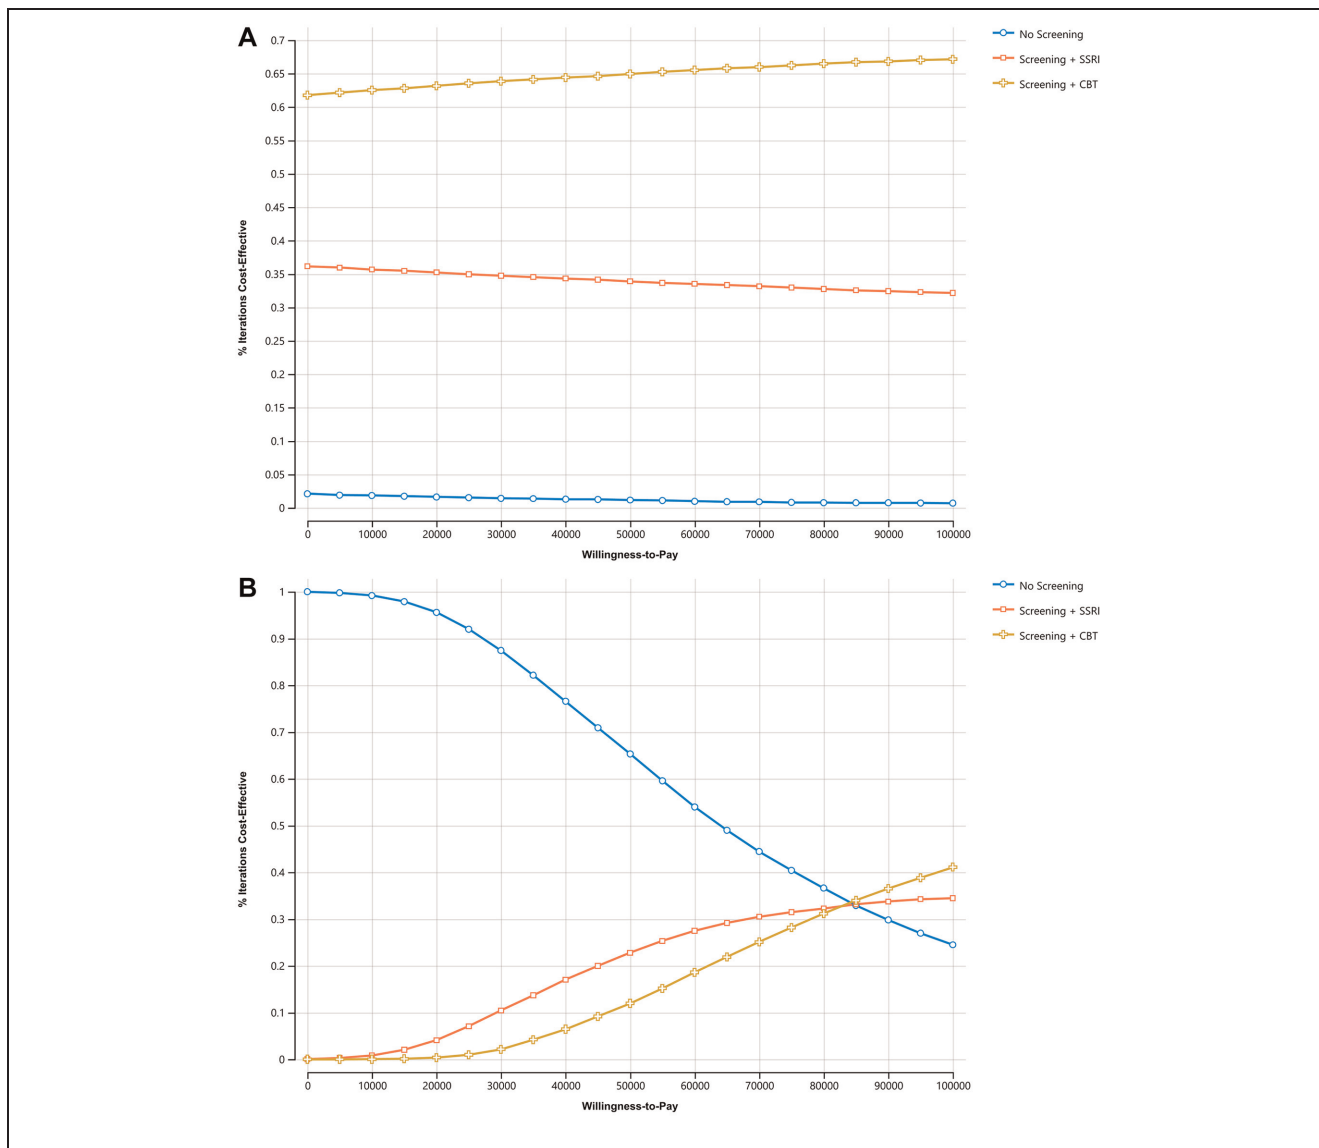 A
0.7
0.65
0.6
0.55
0.5
0.45
0.4
0.35
0.3
0.25
0.2
0.15
0.1
0.05
0
% Iterations Cost-Effective
0 10000 20000 30000 40000 50000 60000 70000 80000 90000 100000
Willingness-to-Pay
No Screening
Screening + SSRI
Screening + CBT
B
1
0.9
0.8
0.7
0.6
0.5
0.4
0.3
0.2
0.1
0
% Iterations Cost-Effective
0 10000 20000 30000 40000 50000 60000 70000 80000 90000 100000
Willingness-to-Pay
No Screening
Screening + SSRI
Screening + CBT